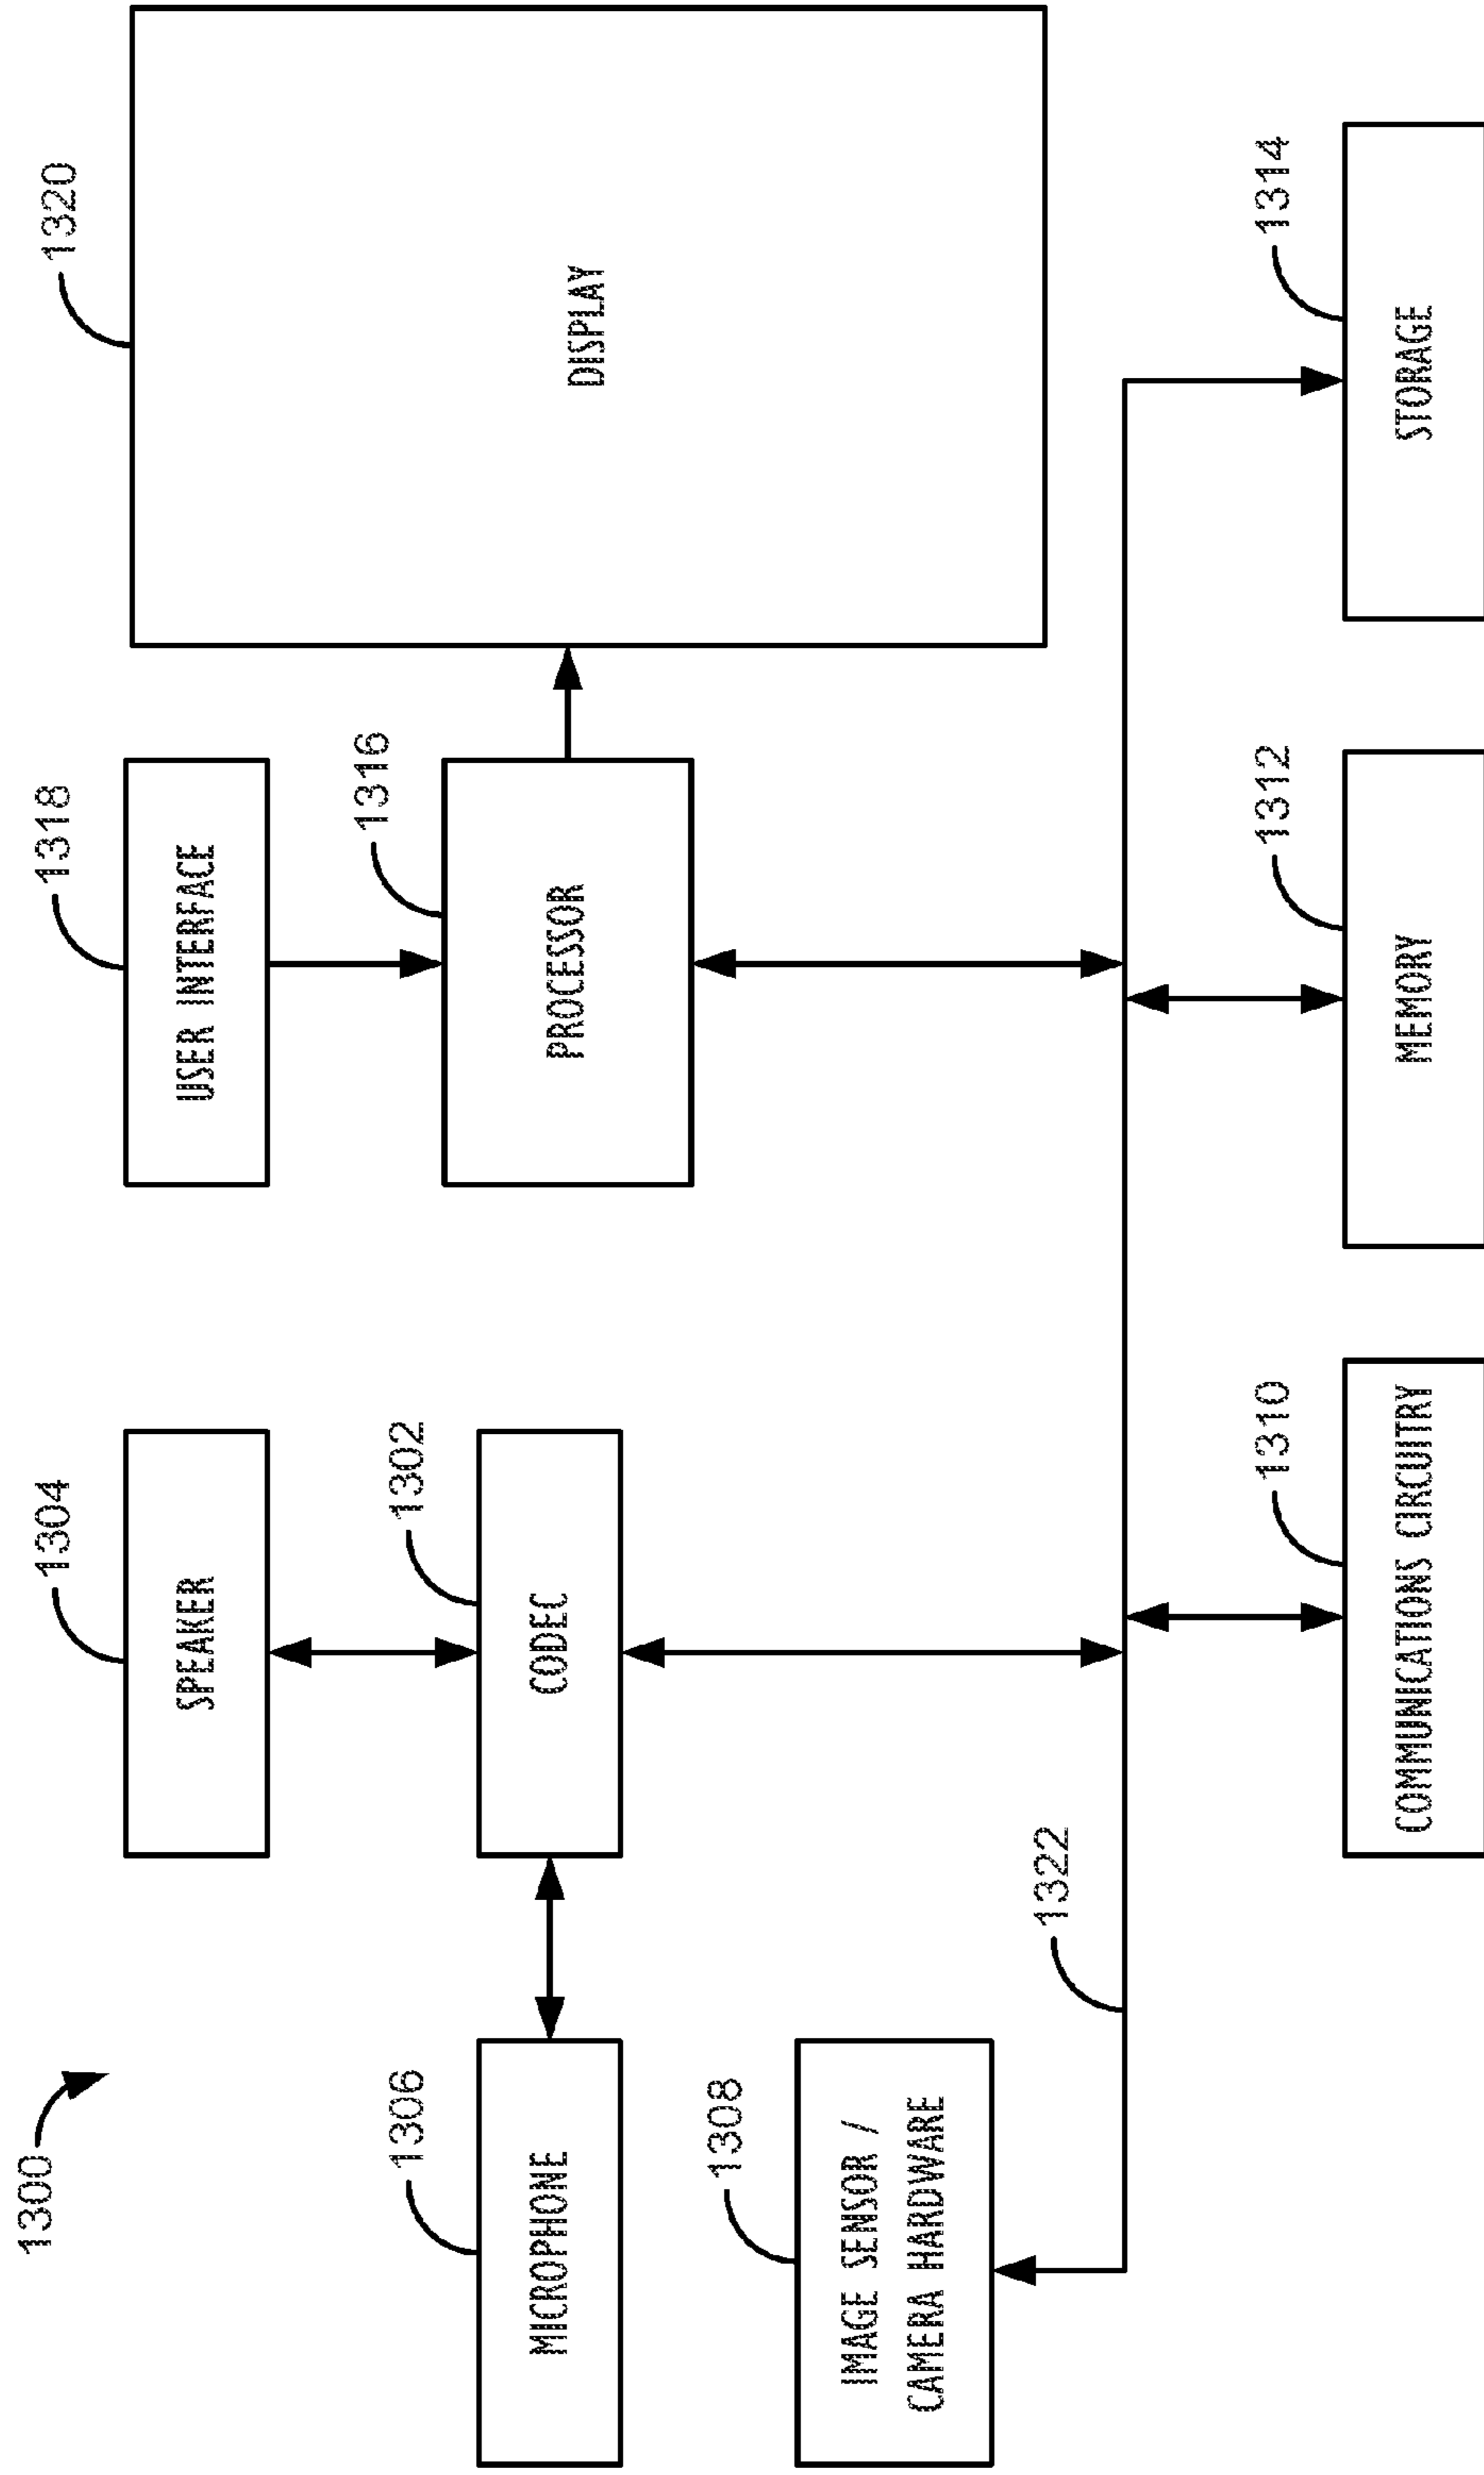 1300
1304
SPEAKER
1318
USER INTERFACE
1320
DISPLAY
1306
MICROPHONE
1302
CODEC
1316
PROCESSOR
1308
IMAGE SENSOR /
CAMERA HARDWARE
1322
1310
COMMUNICATIONS CIRCUITRY
1312
MEMORY
1314
STORAGE